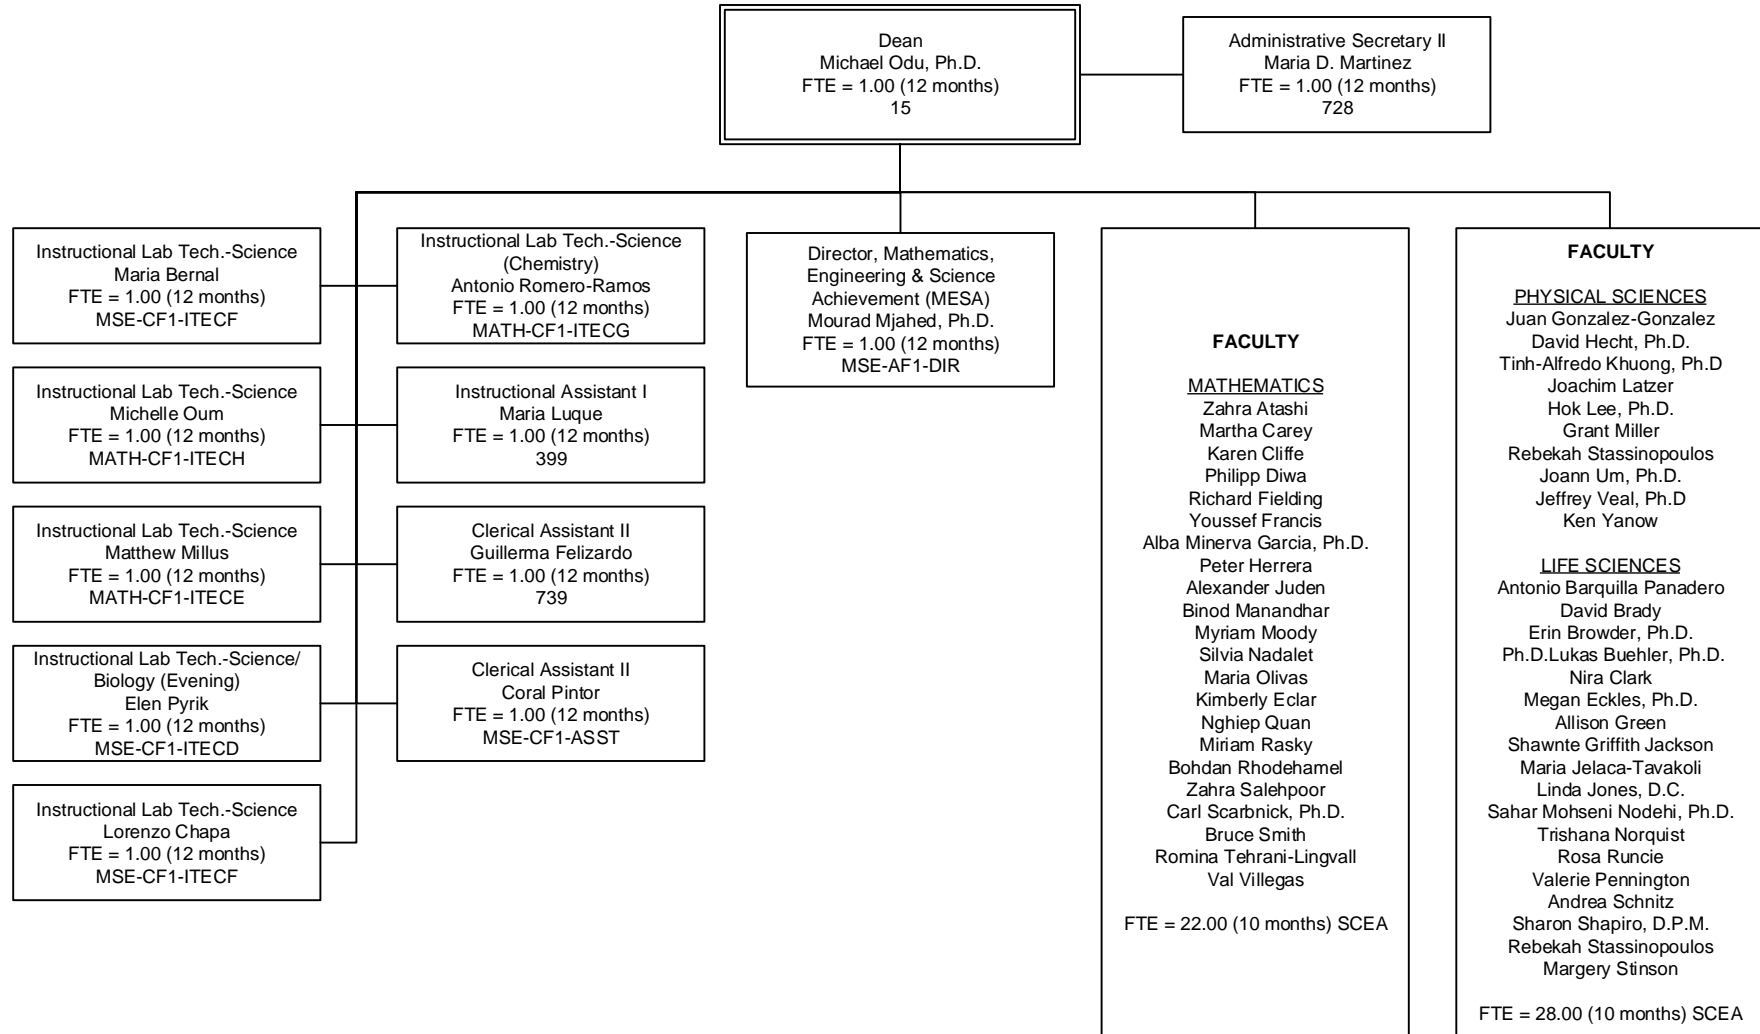 Dean
Michael Odu, Ph.D.
FTE = 1.00 (12 months)
15
Administrative Secretary II
Maria D. Martinez
FTE = 1.00 (12 months)
728
Instructional Lab Tech.-Science
Maria Bernal
FTE = 1.00 (12 months)
MSE-CF1-ITECF
Instructional Lab Tech.-Science
(Chemistry)
Antonio Romero-Ramos
FTE = 1.00 (12 months)
MATH-CF1-ITECG
Instructional Lab Tech.-Science
Michelle Oum
FTE = 1.00 (12 months)
MATH-CF1-ITECH
Instructional Assistant I
Maria Luque
FTE = 1.00 (12 months)
399
Instructional Lab Tech.-Science
Matthew Millus
FTE = 1.00 (12 months)
MATH-CF1-ITECE
Clerical Assistant II
Guillerma Felizardo
FTE = 1.00 (12 months)
739
Instructional Lab Tech.-Science/
Biology (Evening)
Elen Pyrik
FTE = 1.00 (12 months)
MSE-CF1-ITECD
Clerical Assistant II
Coral Pintor
FTE = 1.00 (12 months)
MSE-CF1-ASST
Instructional Lab Tech.-Science
Lorenzo Chapa
FTE = 1.00 (12 months)
MSE-CF1-ITECF
Director, Mathematics,
Engineering & Science
Achievement (MESA)
Mourad Mjahed, Ph.D.
FTE = 1.00 (12 months)
MSE-AF1-DIR
FACULTY
MATHEMATICS
Zahra Atashi
Martha Carey
Karen Cliffe
Philipp Diwa
Richard Fielding
Youssef Francis
Alba Minerva Garcia, Ph.D.
Peter Herrera
Alexander Juden
Binod Manandhar
Myriam Moody
Silvia Nadalet
Maria Olivas
Kimberly Eclar
Nghiep Quan
Miriam Rasky
Bohdan Rhodehamel
Zahra Salehpoor
Carl Scarbnick, Ph.D.
Bruce Smith
Romina Tehrani-Lingvall
Val Villegas
FTE = 22.00 (10 months) SCEA
FACULTY
PHYSICAL SCIENCES
Juan Gonzalez-Gonzalez
David Hecht, Ph.D.
Tinh-Alfredo Khuong, Ph.D
Joachim Latzer
Hok Lee, Ph.D.
Grant Miller
Rebekah Stassinopoulos
Joann Um, Ph.D.
Jeffrey Veal, Ph.D
Ken Yanow
LIFE SCIENCES
Antonio Barquilla Panadero
David Brady
Erin Browder, Ph.D.
Ph.D.Lukas Buehler, Ph.D.
Nira Clark
Megan Eckles, Ph.D.
Allison Green
Shawnte Griffith Jackson
Maria Jelaca-Tavakoli
Linda Jones, D.C.
Sahar Mohseni Nodehi, Ph.D.
Trishana Norquist
Rosa Runcie
Valerie Pennington
Andrea Schnitz
Sharon Shapiro, D.P.M.
Rebekah Stassinopoulos
Margery Stinson
FTE = 28.00 (10 months) SCEA